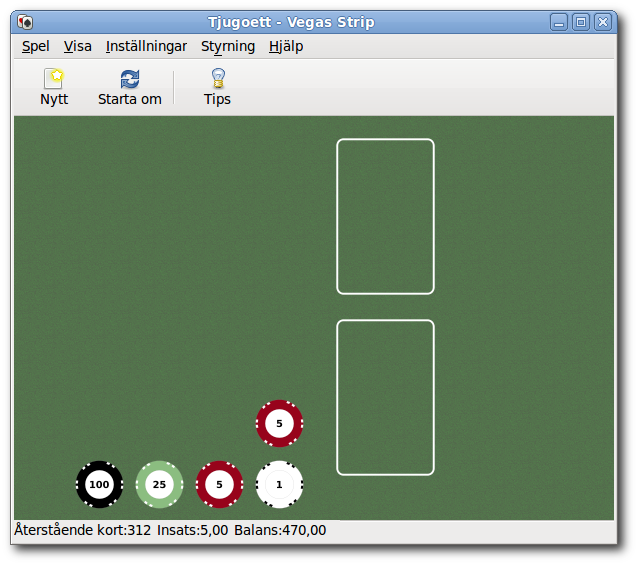 Tjugoett - Vegas Strip
Spel Visa Inställningar Styrning Hjälp
Nytt Starta om Tips
5
100 25 5 1
Återstående kort:312 Insats:5,00 Balans:470,00